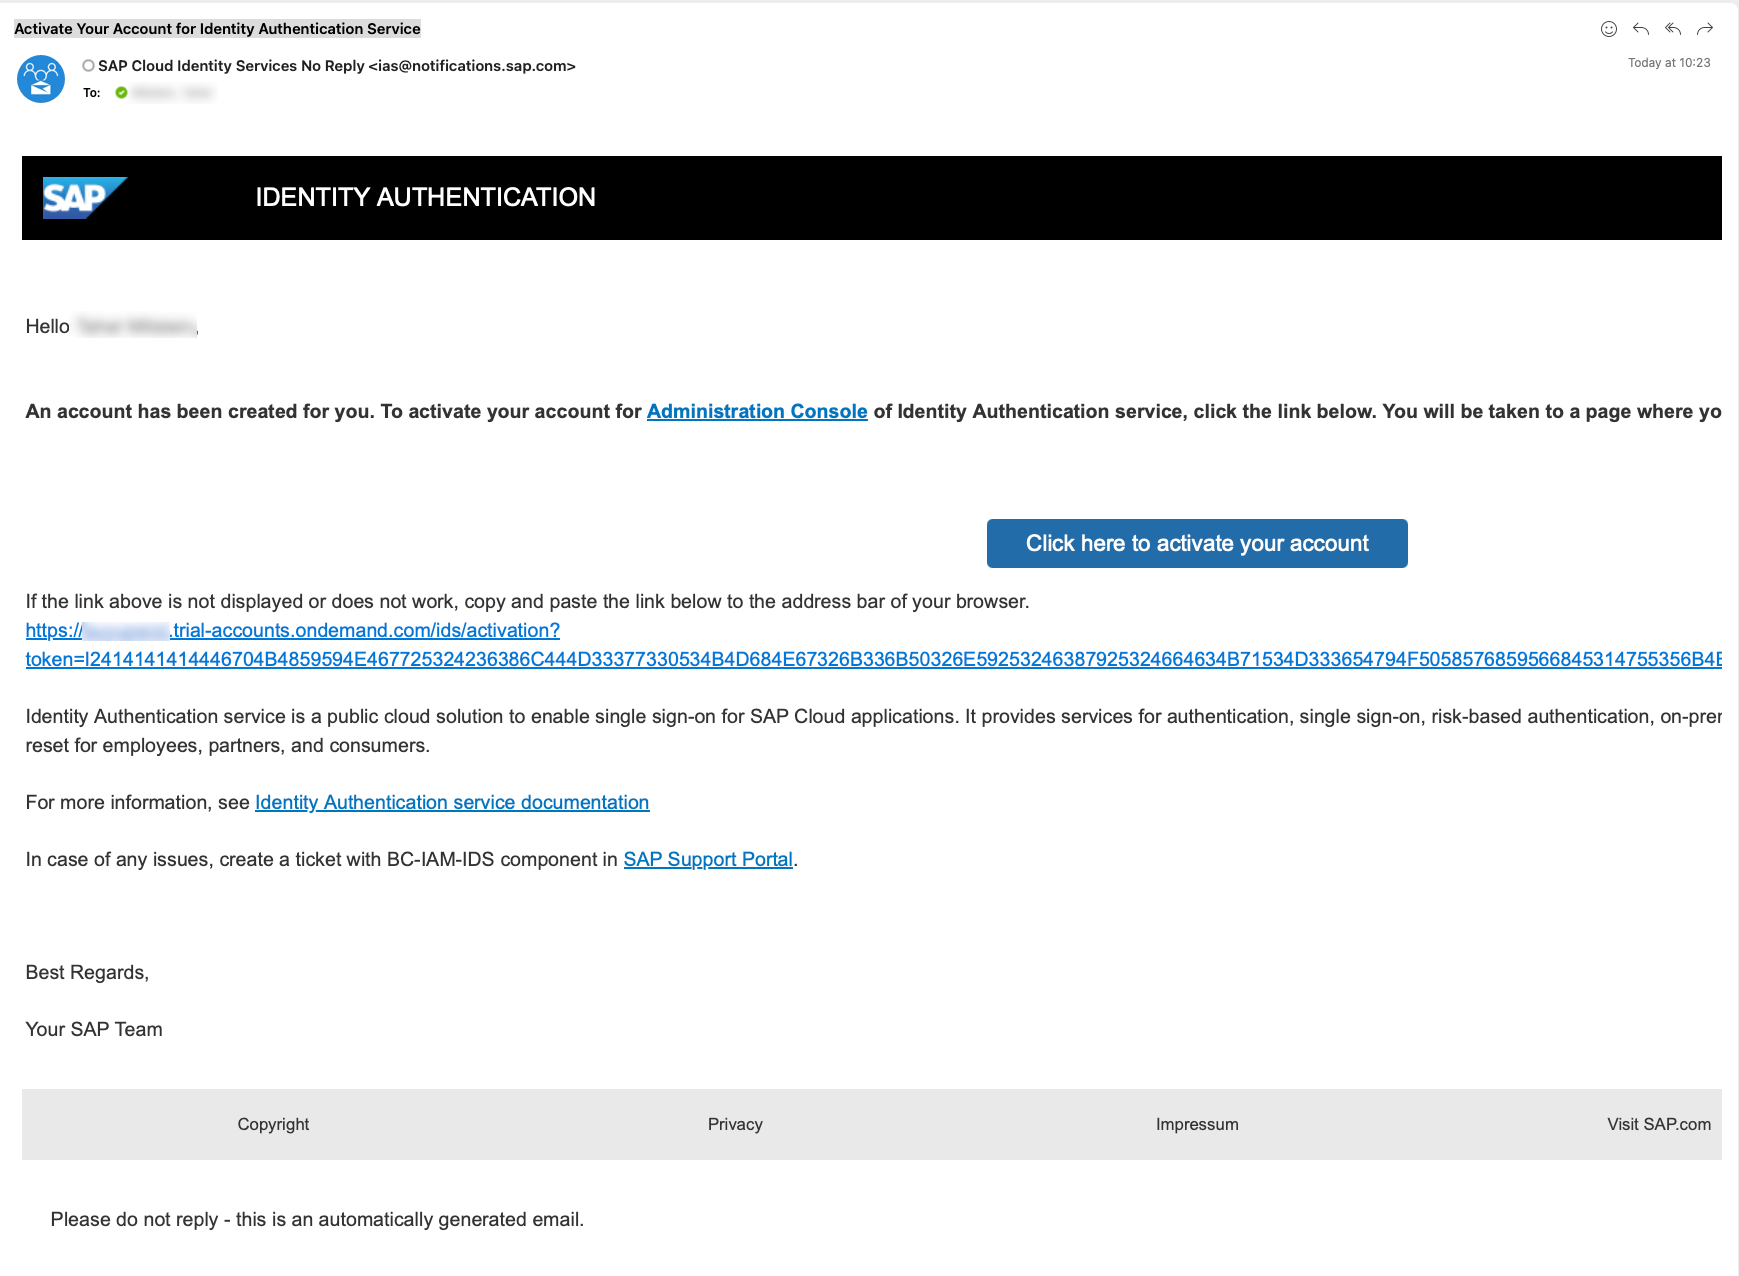 Activate Your Account for Identity Authentication Service
SAP Cloud Identity Services No Reply <ias@notifications.sap.com>
Today at 10:23
To:
SAP
IDENTITY AUTHENTICATION
Hello ,
An account has been created for you. To activate your account for Administration Console of Identity Authentication service, click the link below. You will be taken to a page where yo
Click here to activate your account
If the link above is not displayed or does not work, copy and paste the link below to the address bar of your browser.
https://.trial-accounts.ondemand.com/ids/activation?
token=I2414141414446704B4859594E467725324236386C444D33377330534B4D684E67326B336B50326E59253246387925324664634B71534D333654794F5058576859566845314755356B4E
Identity Authentication service is a public cloud solution to enable single sign-on for SAP Cloud applications. It provides services for authentication, single sign-on, risk-based authentication, on-prer
reset for employees, partners, and consumers.
For more information, see Identity Authentication service documentation
In case of any issues, create a ticket with BC-IAM-IDS component in SAP Support Portal.
Best Regards,
Your SAP Team
Copyright
Privacy
Impressum
Visit SAP.com
Please do not reply - this is an automatically generated email.